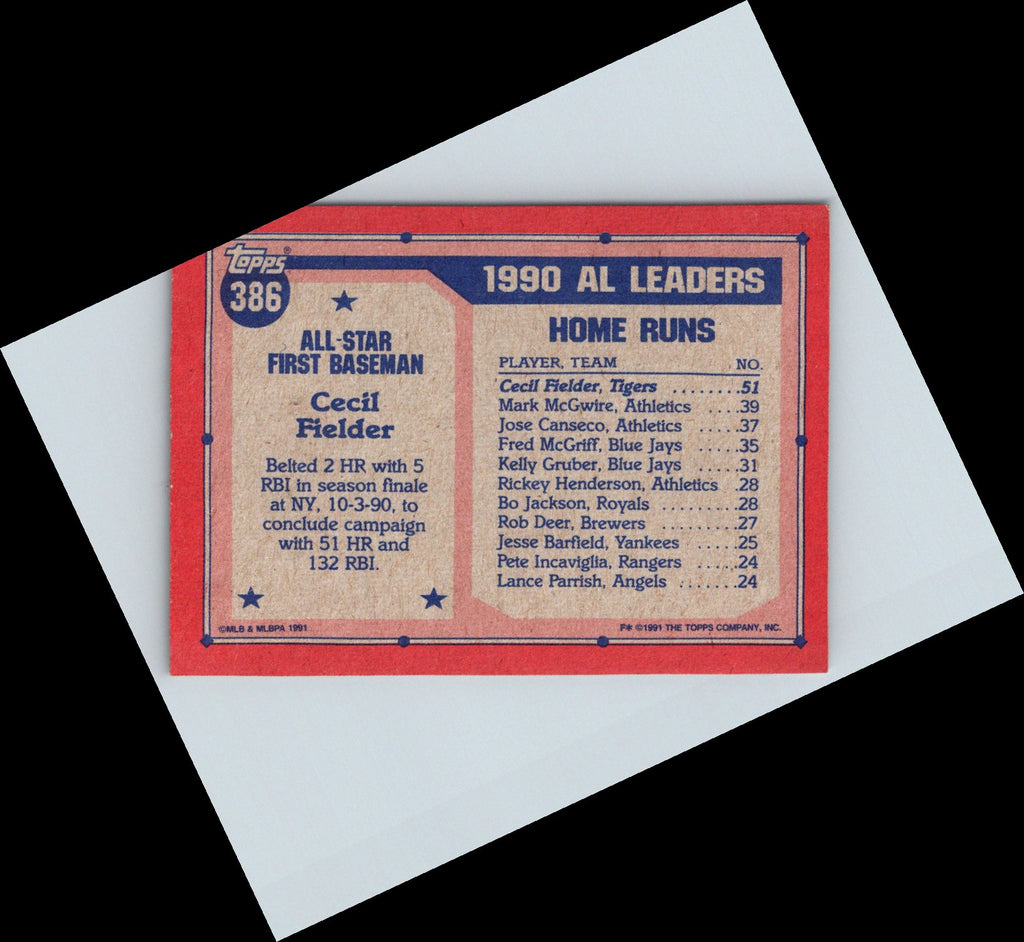 Topps®
386
ALL-STAR
FIRST BASEMAN
Cecil
Fielder
Belted 2 HR with 5
RBI in season finale
at NY, 10-3-90, to
conclude campaign
with 51 HR and
132 RBI.
©MLB & MLBPA 1991
1990 AL LEADERS
HOME RUNS
PLAYER, TEAM NO.
Cecil Fielder, Tigers .......51
Mark McGwire, Athletics ....39
Jose Canseco, Athletics .....37
Fred McGriff, Blue Jays .....35
Kelly Gruber, Blue Jays .....31
Rickey Henderson, Athletics .28
Bo Jackson, Royals ........28
Rob Deer, Brewers .........27
Jesse Barfield, Yankees .....25
Pete Incaviglia, Rangers ....24
Lance Parrish, Angels .......24
F* ©1991 THE TOPPS COMPANY, INC.